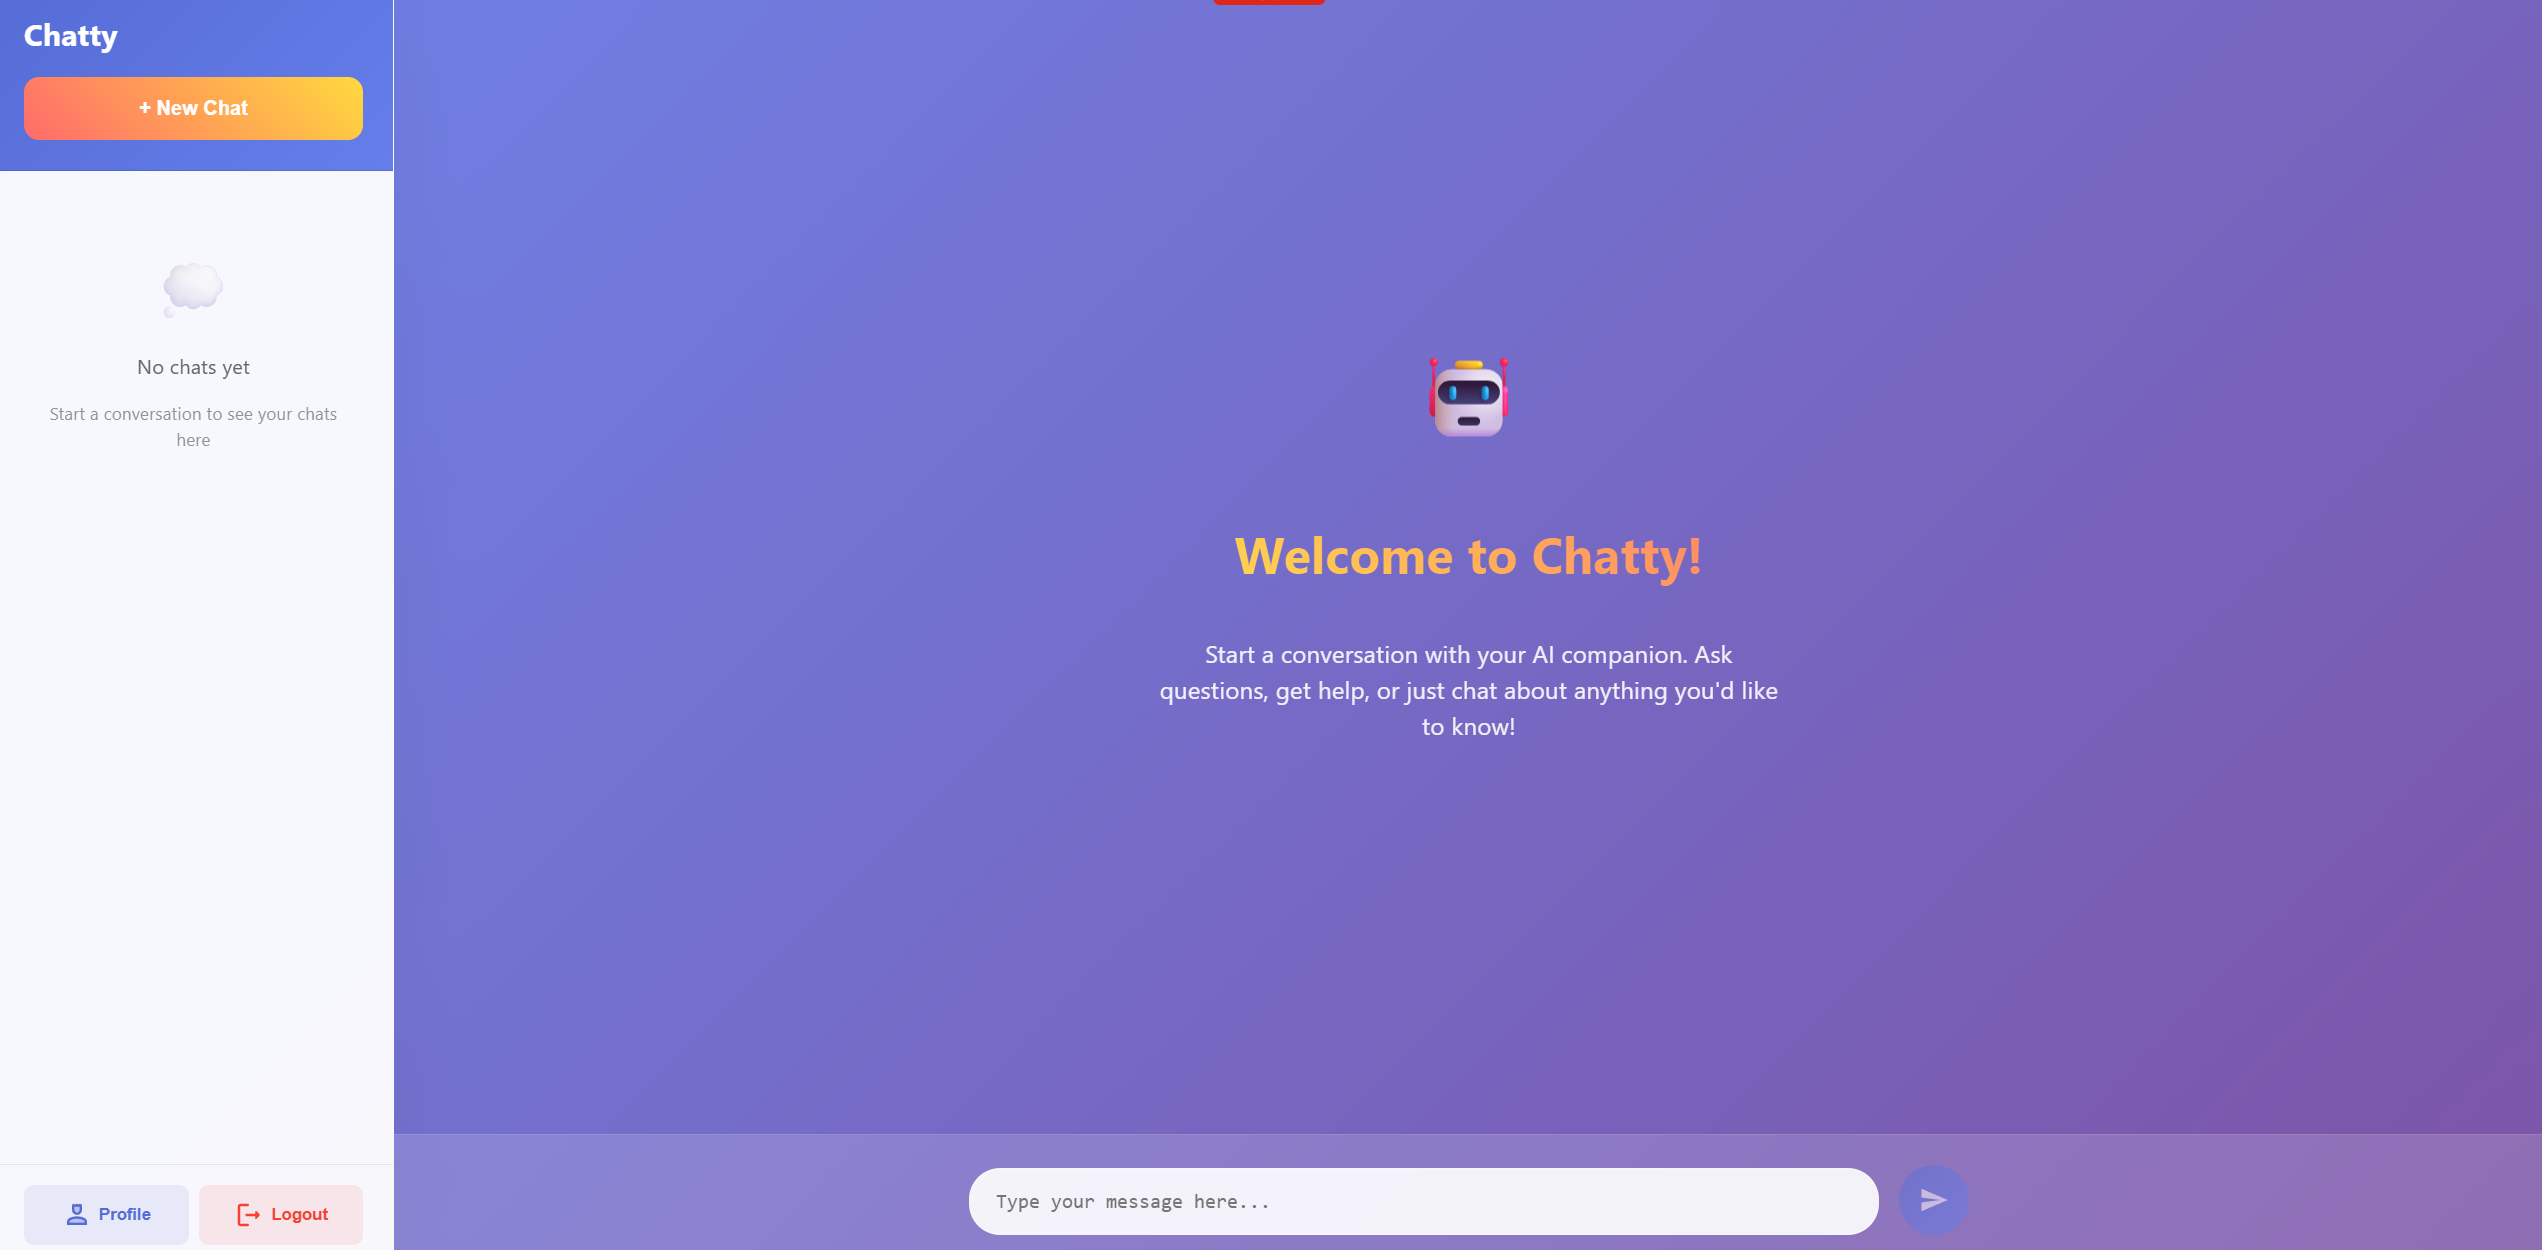 Chatty
+ New Chat
No chats yet
Start a conversation to see your chats
here
Profile
Logout
Welcome to Chatty!
Start a conversation with your AI companion. Ask
questions, get help, or just chat about anything you'd like
to know!
Type your message here...